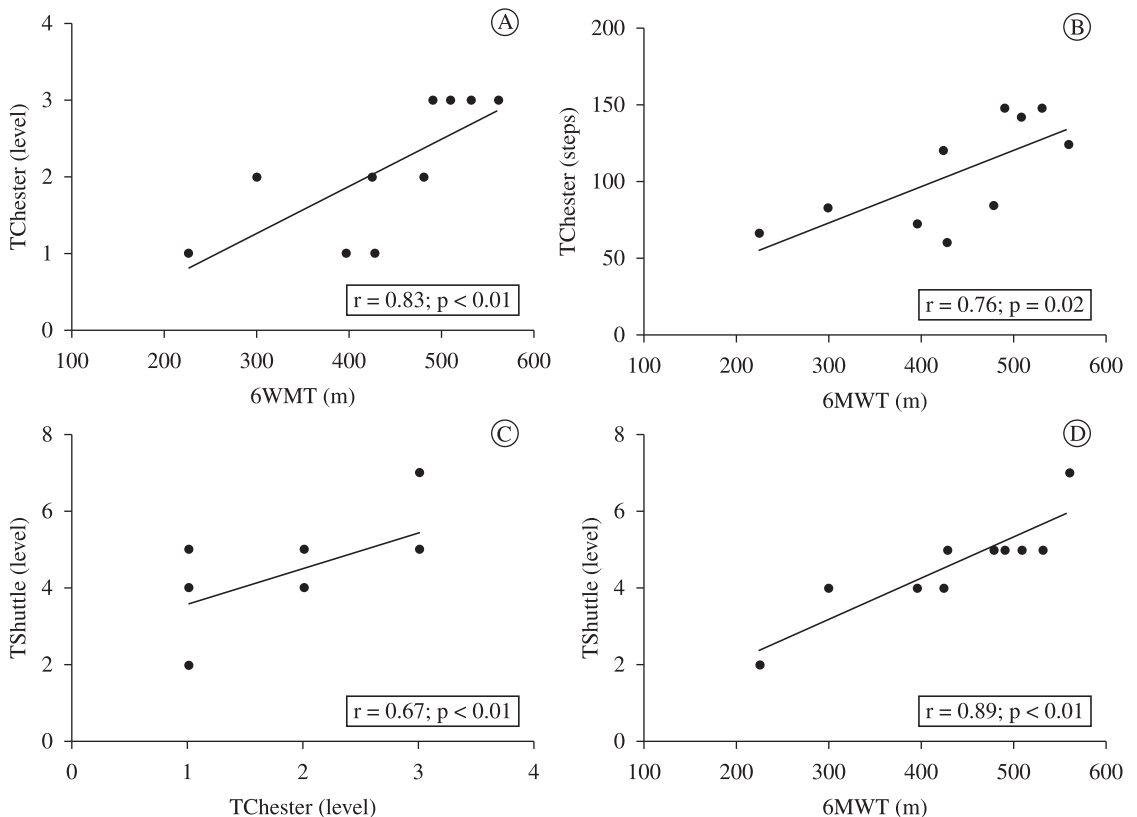 A
4
3
2
1
0
TChester (level)
r = 0.83; p < 0.01
100 200 300 400 500 600
6WMT (m)
B
200
150
100
50
0
TChester (steps)
r = 0.76; p = 0.02
100 200 300 400 500 600
6MWT (m)
C
8
6
4
2
0
TShuttle (level)
r = 0.67; p < 0.01
0 1 2 3 4
TChester (level)
D
8
6
4
2
0
TShuttle (level)
r = 0.89; p < 0.01
100 200 300 400 500 600
6MWT (m)